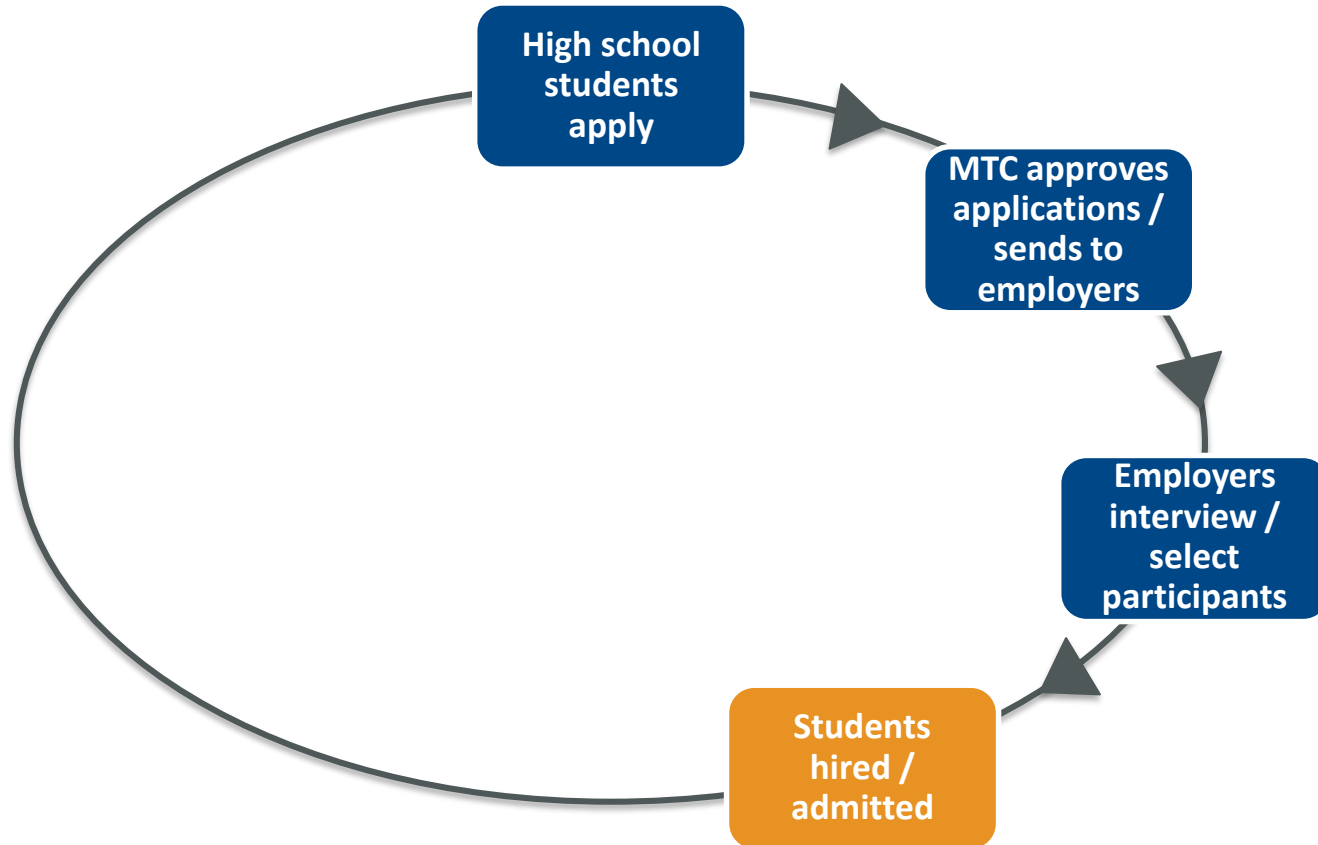 High school
students
apply
MTC approves
applications /
sends to
employers
Employers
interview /
select
participants
Students
hired /
admitted